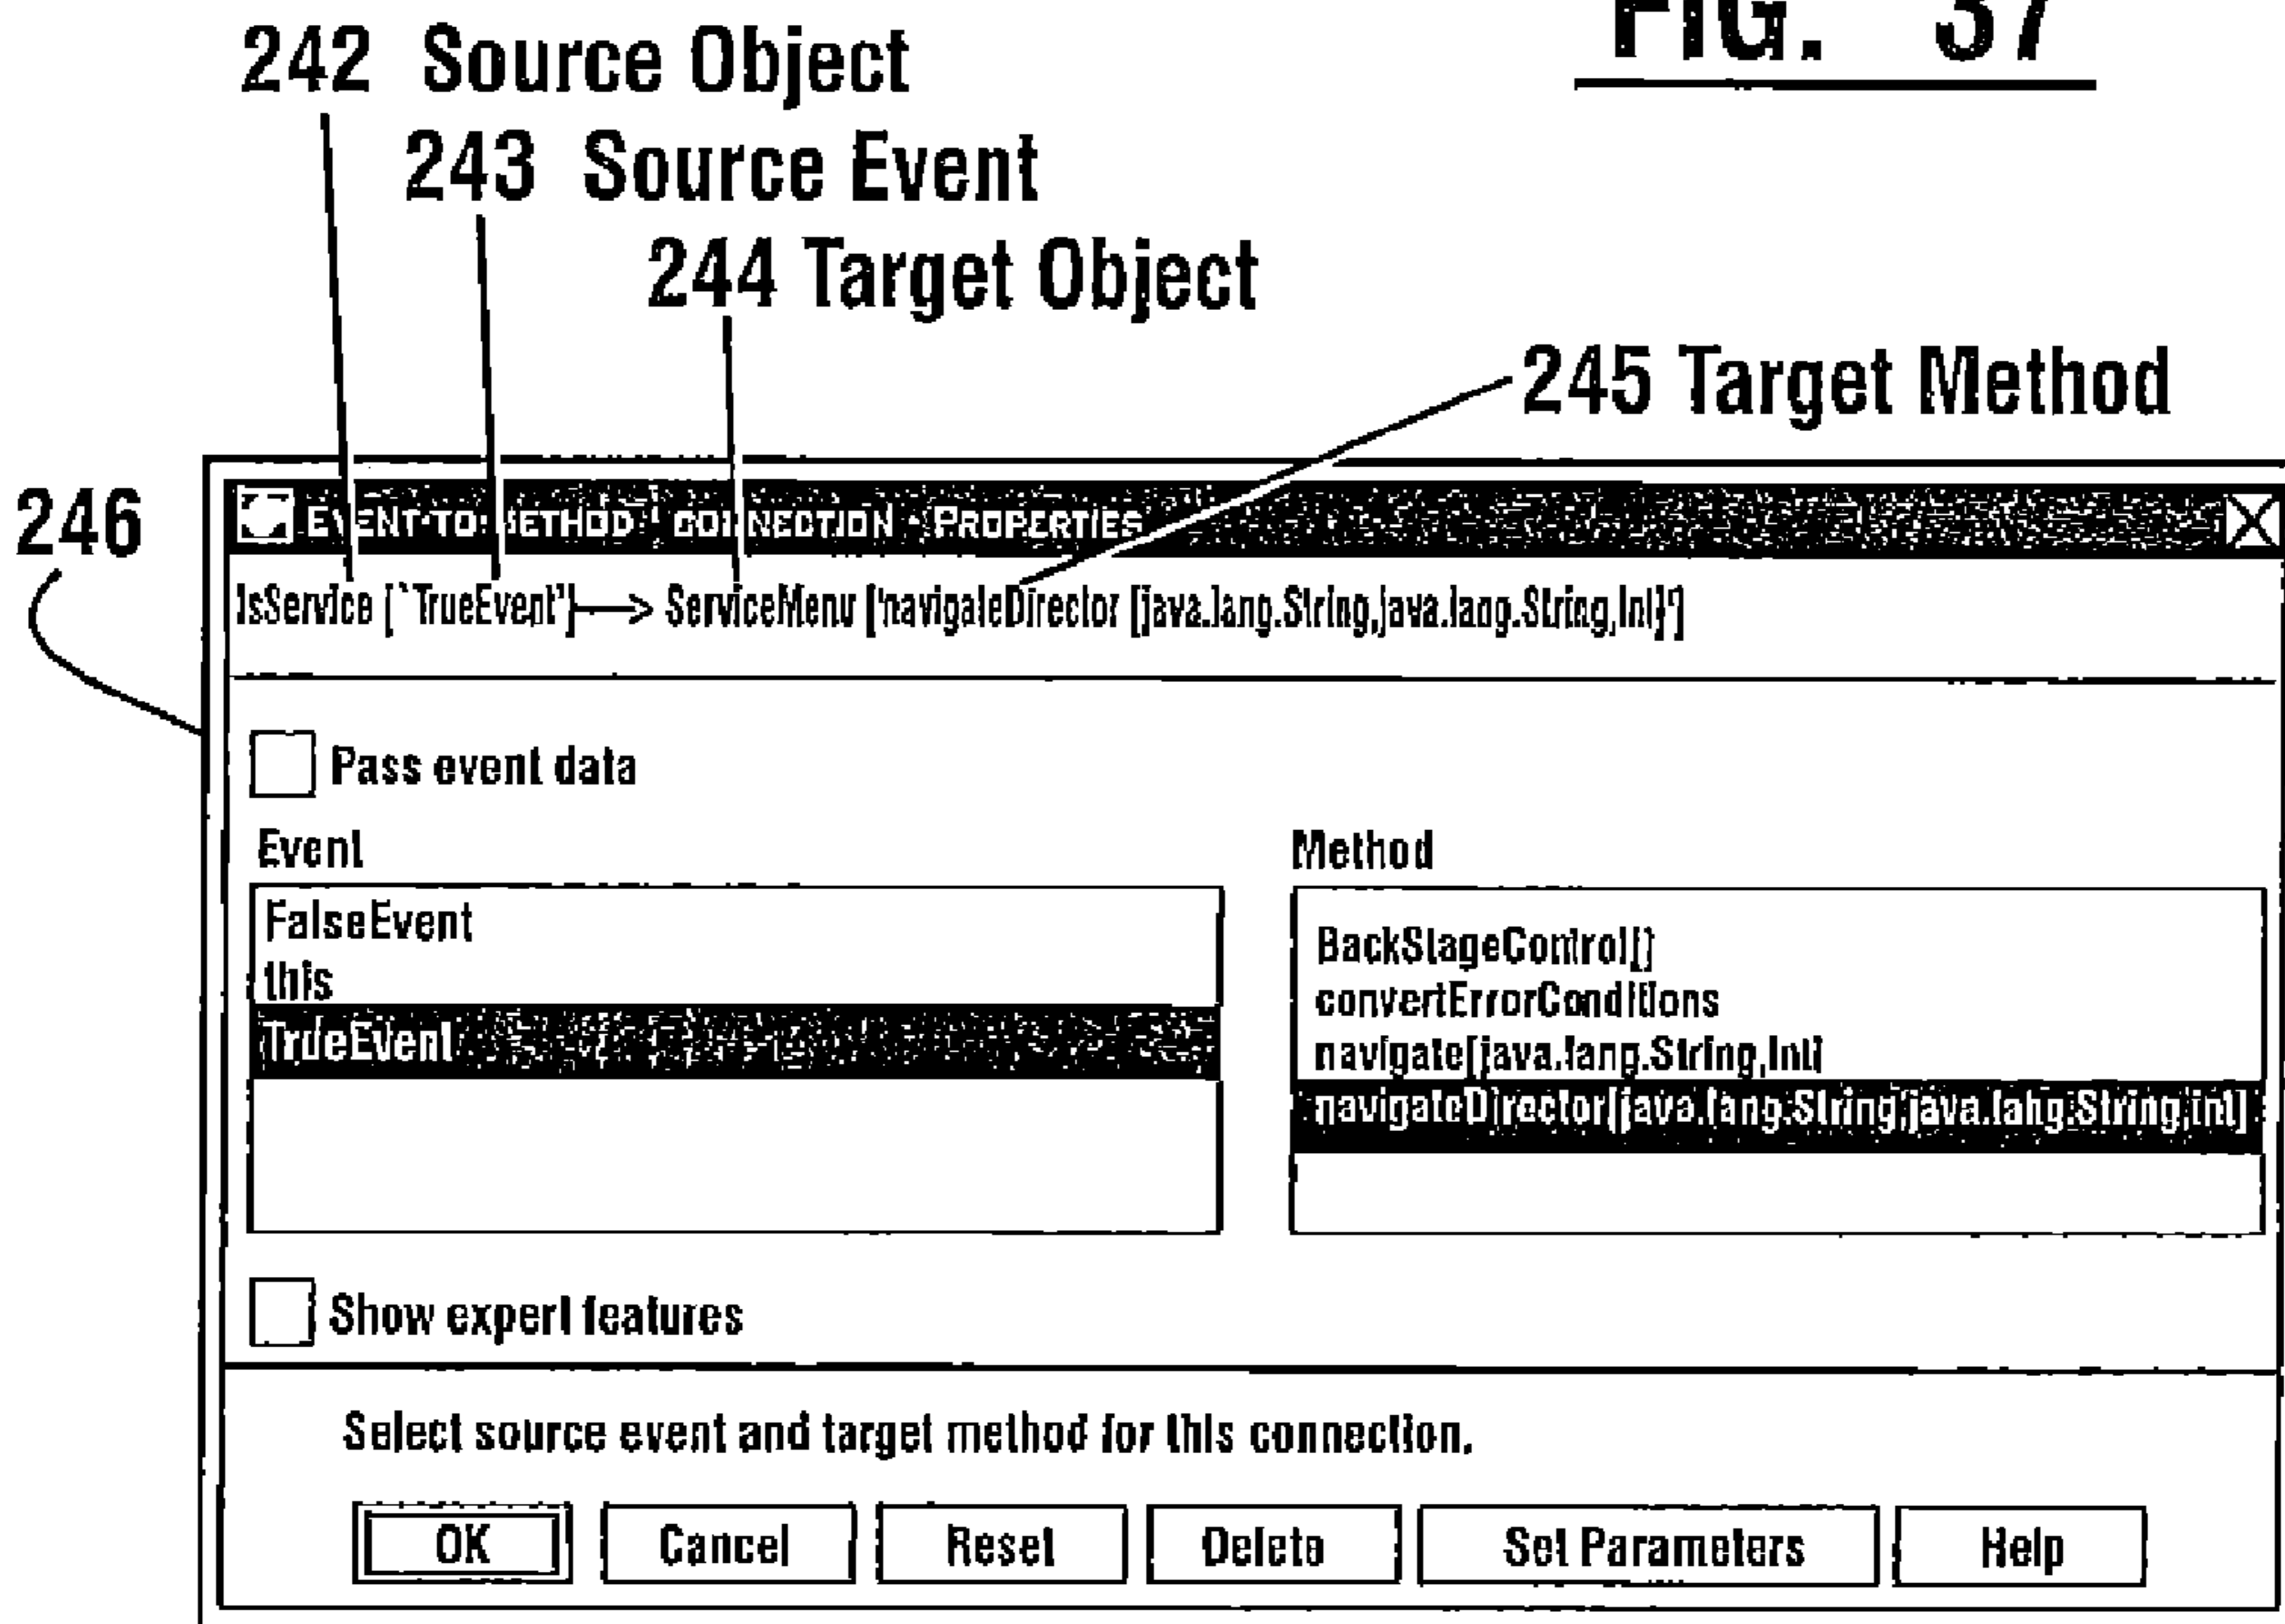 FIG. 37
242 Source Object
243 Source Event
244 Target Object
245 Target Method
246
EVENT-TO-METHOD CONNECTION - PROPERTIES
IsService [`TrueEvent'] —> ServiceMenu ['navigateDirector [java.lang.String,java.lang.String,int]']
Pass event data
Event
Method
FalseEvent
this
TrueEvent
BackStageControl[]
convertErrorConditions
navigate[java.lang.String,int]
navigateDirector[java.lang.String,java.lang.String,int]
Show expert features
Select source event and target method for this connection.
OK
Cancel
Reset
Delete
Set Parameters
Help